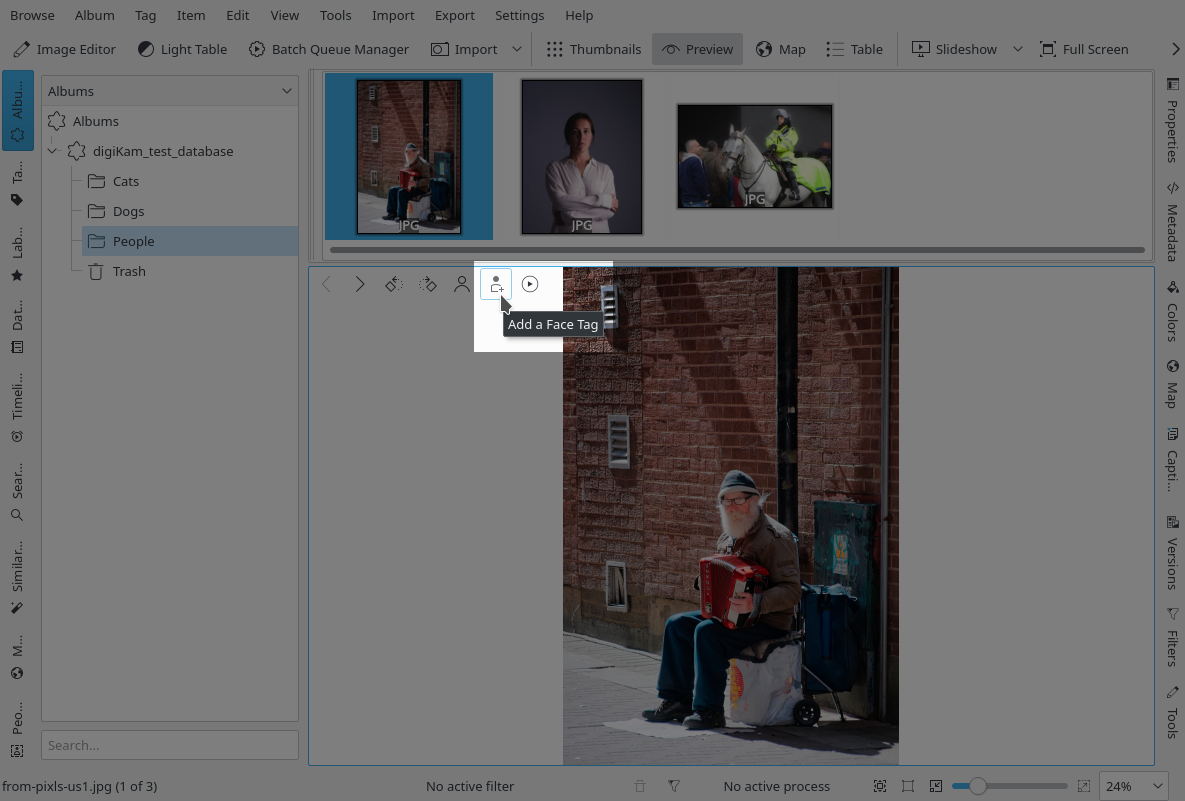 Browse Album Tag Item Edit View Tools Import Export Settings Help
Image Editor Light Table Batch Queue Manager Import Thumbnails Preview Map Table Slideshow Full Screen
Albu...
Ta...
Lab...
Dat...
Timeli...
Sear...
Similar...
M...
Peo...
Albums
Albums
digiKam_test_database
Cats
Dogs
People
Trash
Search...
JPG
JPG
JPG
Add a Face Tag
Properties
Metadata
Colors
Map
Capti...
Versions
Filters
Tools
from-pixls-us1.jpg (1 of 3) No active filter No active process 24%